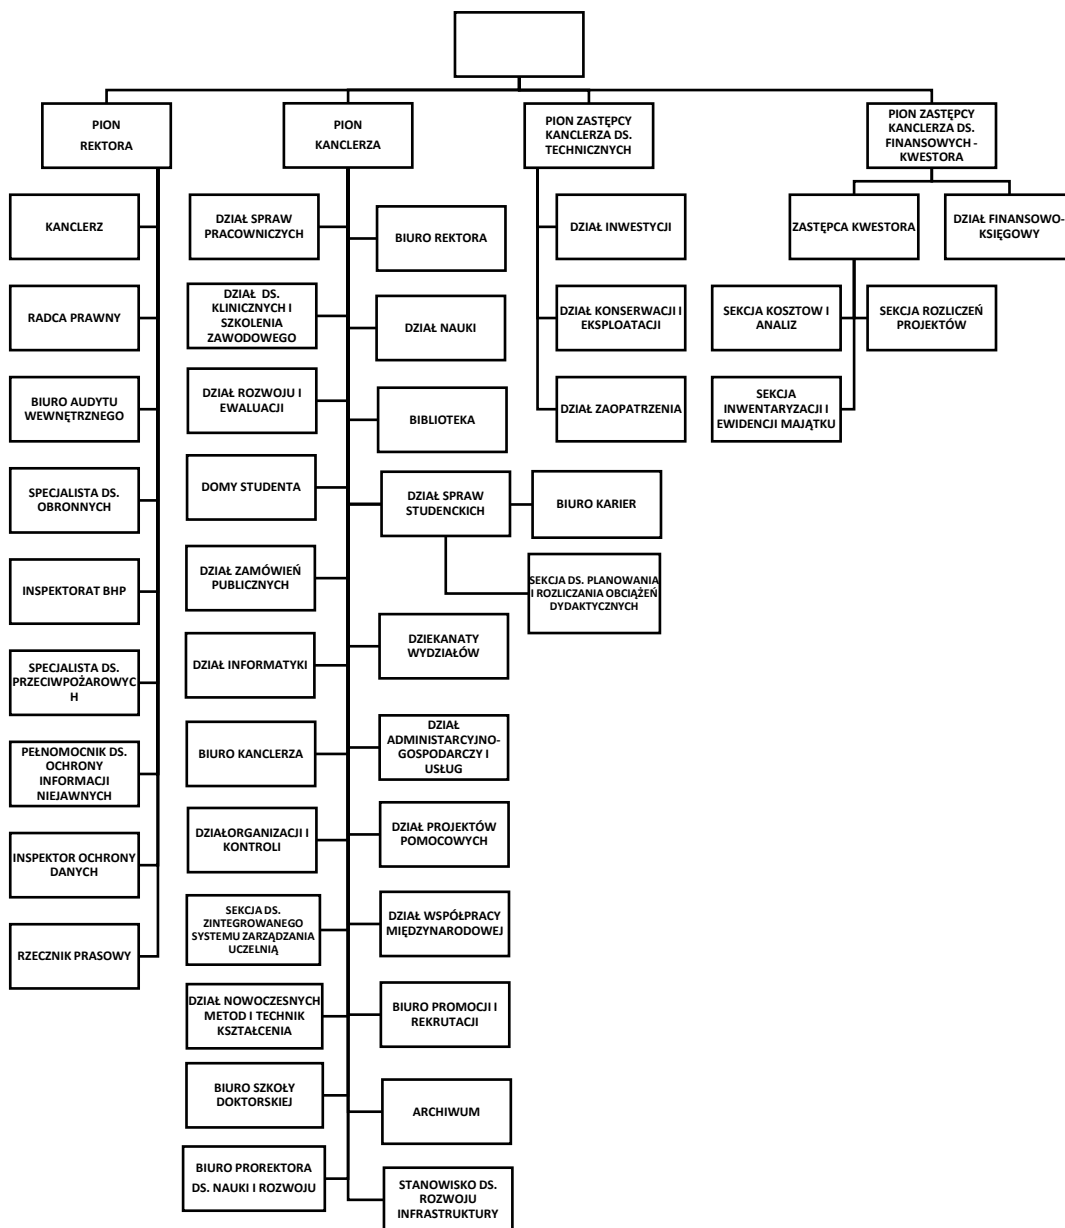 PION
REKTORA
PION
KANCLERZA
PION ZASTĘPCY
KANCLERZA DS.
TECHNICZNYCH
PION ZASTĘPCY
KANCLERZA DS.
FINANSOWYCH -
KWESTORA
KANCLERZ
RADCA PRAWNY
BIURO AUDYTU
WEWNĘTRZNEGO
SPECJALISTA DS.
OBRONNYCH
INSPEKTORAT BHP
SPECJALISTA DS.
PRZECIWPOŻAROWYC
H
PEŁNOMOCNIK DS.
OCHRONY
INFORMACJI
NIEJAWNYCH
INSPEKTOR OCHRONY
DANYCH
RZECZNIK PRASOWY
DZIAŁ SPRAW
PRACOWNICZYCH
DZIAŁ DS.
KLINICZNYCH I
SZKOLENIA
ZAWODOWEGO
DZIAŁ ROZWOJU I
EWALUACJI
DOMY STUDENTA
DZIAŁ ZAMÓWIEŃ
PUBLICZNYCH
DZIAŁ INFORMATYKI
BIURO KANCLERZA
DZIAŁORGANIZACJI I
KONTROLI
SEKCJA DS.
ZINTEGROWANEGO
SYSTEMU ZARZĄDZANIA
UCZELNIĄ
DZIAŁ NOWOCZESNYCH
METOD I TECHNIK
KSZTAŁCENIA
BIURO SZKOŁY
DOKTORSKIEJ
BIURO PROREKTORA
DS. NAUKI I ROZWOJU
BIURO REKTORA
DZIAŁ NAUKI
BIBLIOTEKA
DZIAŁ SPRAW
STUDENCKICH
BIURO KARIER
SEKCJA DS. PLANOWANIA
I ROZLICZANIA OBCIĄŻEŃ
DYDAKTYCZNYCH
DZIEKANATY
WYDZIAŁÓW
DZIAŁ
ADMINISTARCYJNO-
GOSPODARCZY I
USŁUG
DZIAŁ PROJEKTÓW
POMOCOWYCH
DZIAŁ WSPÓŁPRACY
MIĘDZYNARODOWEJ
BIURO PROMOCJI I
REKRUTACJI
ARCHIWUM
STANOWISKO DS.
ROZWOJU
INFRASTRUKTURY
DZIAŁ INWESTYCJI
DZIAŁ KONSERWACJI I
EKSPLOATACJI
DZIAŁ ZAOPATRZENIA
ZASTĘPCA KWESTORA
DZIAŁ FINANSOWO-
KSIĘGOWY
SEKCJA KOSZTOW I
ANALIZ
SEKCJA ROZLICZEŃ
PROJEKTÓW
SEKCJA
INWENTARYZACJI I
EWIDENCJI MAJĄTKU